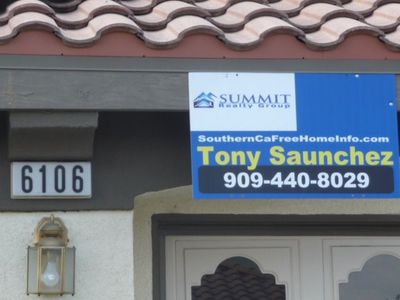 SUMMIT
Realty Group
SouthernCaFreeHomeInfo.com
Tony Saunchez
909-440-8029
6106